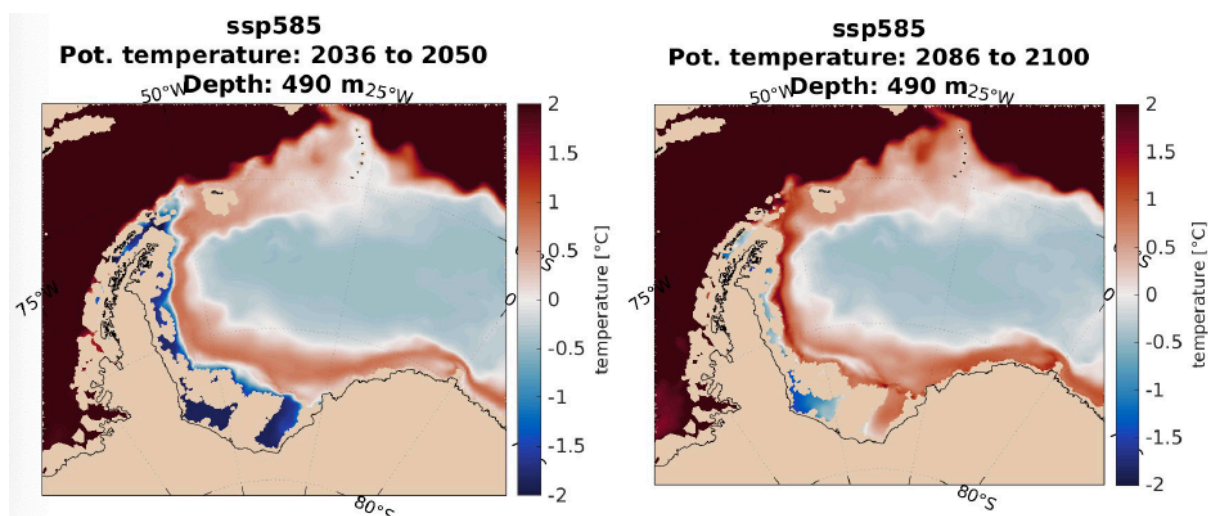 ssp585
Pot. temperature: 2036 to 2050
Depth: 490 m
50°W
25°W
75°W
0
80°S
2
1.5
1
0.5
0
-0.5
-1
-1.5
-2
temperature [°C]
ssp585
Pot. temperature: 2086 to 2100
Depth: 490 m
50°W
25°W
75°W
0
80°S
2
1.5
1
0.5
0
-0.5
-1
-1.5
-2
temperature [°C]